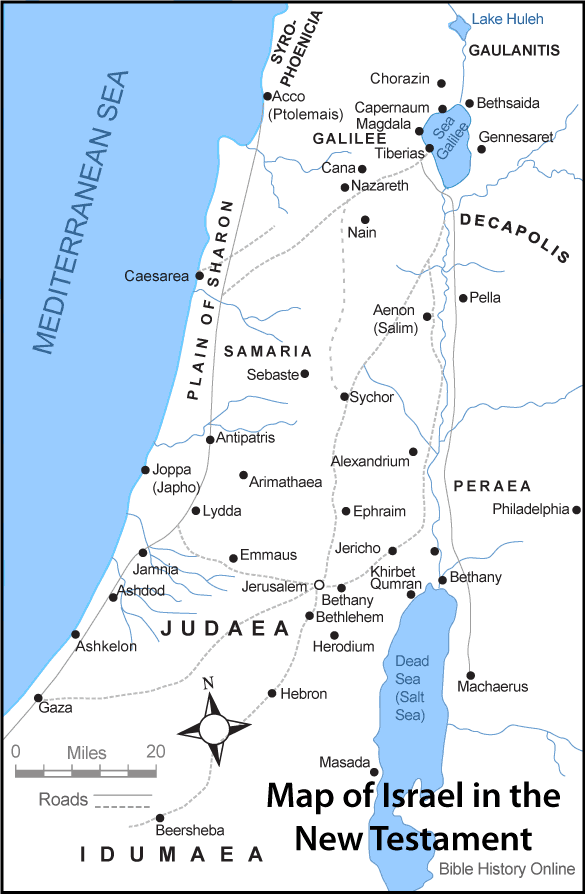 Lake Huleh
SYRO-
PHOENICIA
GAULANITIS
MEDITERRANEAN SEA
Chorazin
Acco
(Ptolemais)
Capernaum
Bethsaida
Magdala
Sea
Galilee
GALILEE
Gennesaret
Tiberias
Cana
Nazareth
PLAIN OF SHARON
Nain
DECAPOLIS
Caesarea
Pella
Aenon
(Salim)
SAMARIA
Sebaste
Sychor
Antipatris
Alexandrium
Joppa
(Japho)
Arimathaea
PERAEA
Lydda
Ephraim
Philadelphia
Emmaus
Jericho
Jamnia
Khirbet
Qumran
Bethany
Jerusalem
Ashdod
Bethany
Bethlehem
JUDAEA
Herodium
Ashkelon
Dead
Sea
(Salt
Sea)
N
Hebron
Machaerus
Gaza
0 Miles 20
Masada
Roads
Map of Israel in the
New Testament
Beersheba
IDUMAEA
Bible History Online